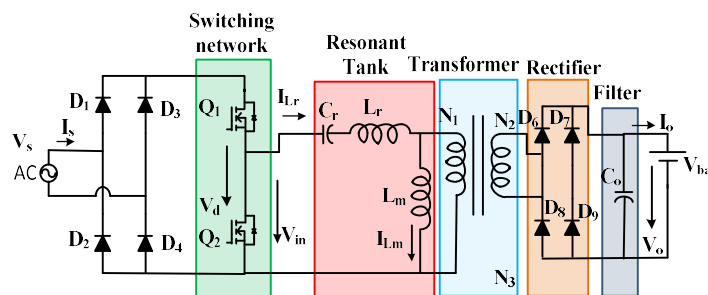 Switching
network
Resonant
Tank
Transformer
Rectifier
Filter
D1
D3
Q1
ILr
Cr
Lr
N1
N2
D6
D7
Io
Vs
Is
AC
Vd
Vin
Lm
ILm
Co
Vba
D2
D4
Q2
D8
D9
Vo
N3